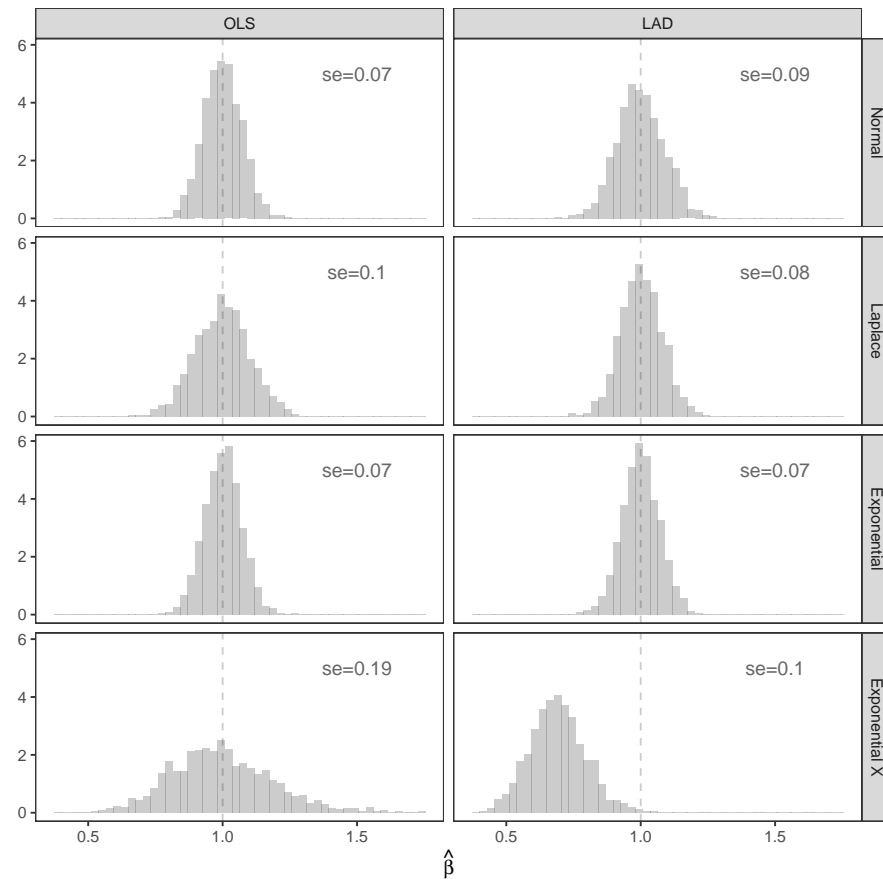 OLS LAD
6
4
2
0
se=0.07 se=0.09
Normal
6
4
2
0
se=0.1 se=0.08
Laplace
6
4
2
0
se=0.07 se=0.07
Exponential
6
4
2
0
se=0.19 se=0.1
Exponential X
0.5 1.0 1.5 0.5 1.0 1.5
β̂